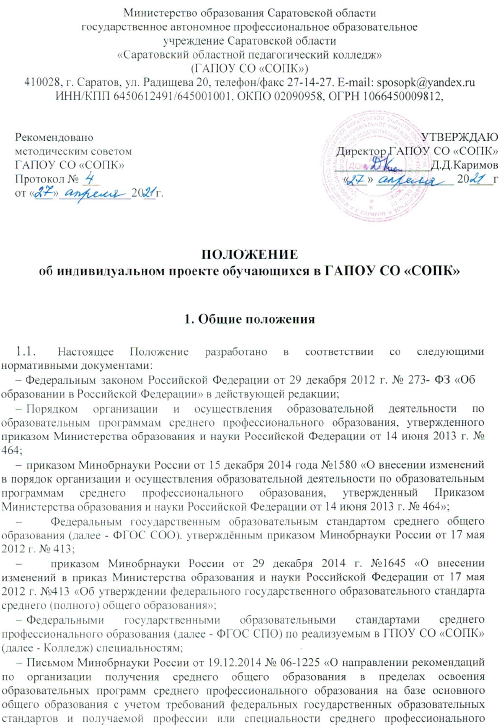 Министерство образования Саратовской области
государственное автономное профессиональное образовательное
учреждение Саратовской области
«Саратовский областной педагогический колледж»
(ГАПОУ СО «СОПК»)
410028, г. Саратов, ул. Радищева 20, телефон/факс 27-14-27. E-mail: sposopk@yandex.ru
ИНН/КПП 6450612491/645001001, ОКПО 02090958, ОГРН 1066450009812,
Рекомендовано
методическим советом
ГАПОУ СО «СОПК»
Протокол № 4
от «27» апреля 2021г.
УТВЕРЖДАЮ
Директор ГАПОУ СО «СОПК»
Д.Д.Каримов
«27» апреля 2021 г
ПОЛОЖЕНИЕ
об индивидуальном проекте обучающихся в ГАПОУ СО «СОПК»
1. Общие положения
1.1. Настоящее Положение разработано в соответствии со следующими
нормативными документами:
– Федеральным законом Российской Федерации от 29 декабря 2012 г. № 273- ФЗ «Об
образовании в Российской Федерации» в действующей редакции;
– Порядком организации и осуществления образовательной деятельности по
образовательным программам среднего профессионального образования, утвержденного
приказом Министерства образования и науки Российской Федерации от 14 июня 2013 г. №
464;
– приказом Минобрнауки России от 15 декабря 2014 года №1580 «О внесении изменений
в порядок организации и осуществления образовательной деятельности по образовательным
программам среднего профессионального образования, утвержденный Приказом
Министерства образования и науки Российской Федерации от 14 июня 2013 г. № 464»;
– Федеральным государственным образовательным стандартом среднего общего
образования (далее - ФГОС СОО). утверждённым приказом Минобрнауки России от 17 мая
2012 г. № 413;
– приказом Минобрнауки России от 29 декабря 2014 г. №1645 «О внесении
изменений в приказ Министерства образования и науки Российской Федерации от 17 мая
2012 г. №413 «Об утверждении федерального государственного образовательного стандарта
среднего (полного) общего образования»;
– Федеральными государственными образовательными стандартами среднего
профессионального образования (далее - ФГОС СПО) по реализуемым в ГПОУ СО «СОПК»
(далее - Колледж) специальностям;
– Письмом Минобрнауки России от 19.12.2014 № 06-1225 «О направлении рекомендаций
по организации получения среднего общего образования в пределах освоения
образовательных программ среднего профессионального образования на базе основного
общего образования с учетом требований федеральных государственных образовательных
стандартов и получаемой профессии или специальности среднего профессионального